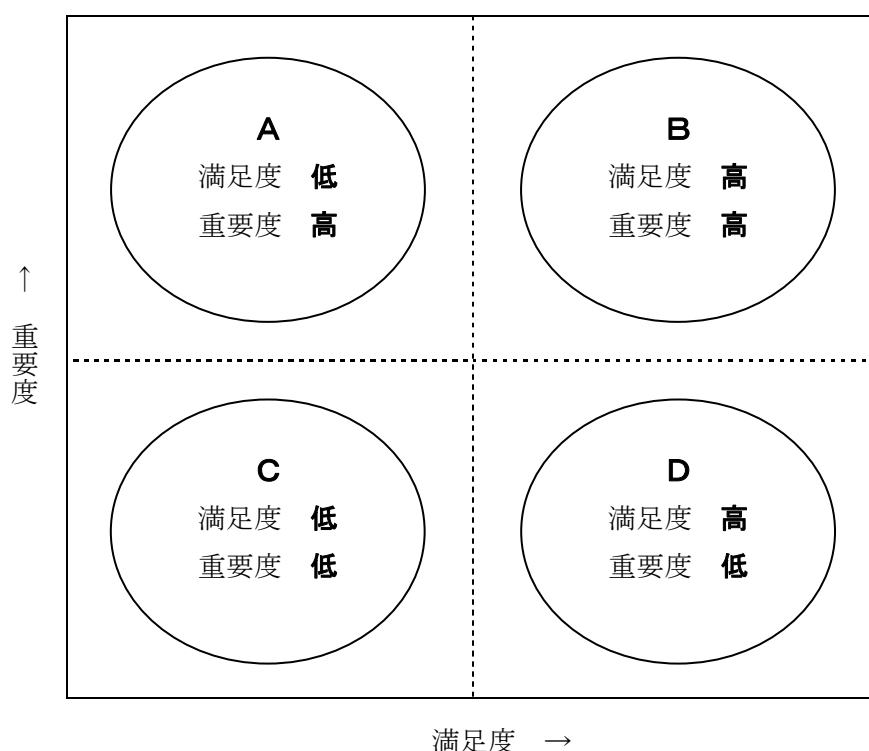 A
満足度 低
重要度 高
B
満足度 高
重要度 高
↑ 重要度
C
満足度 低
重要度 低
D
満足度 高
重要度 低
満足度 →